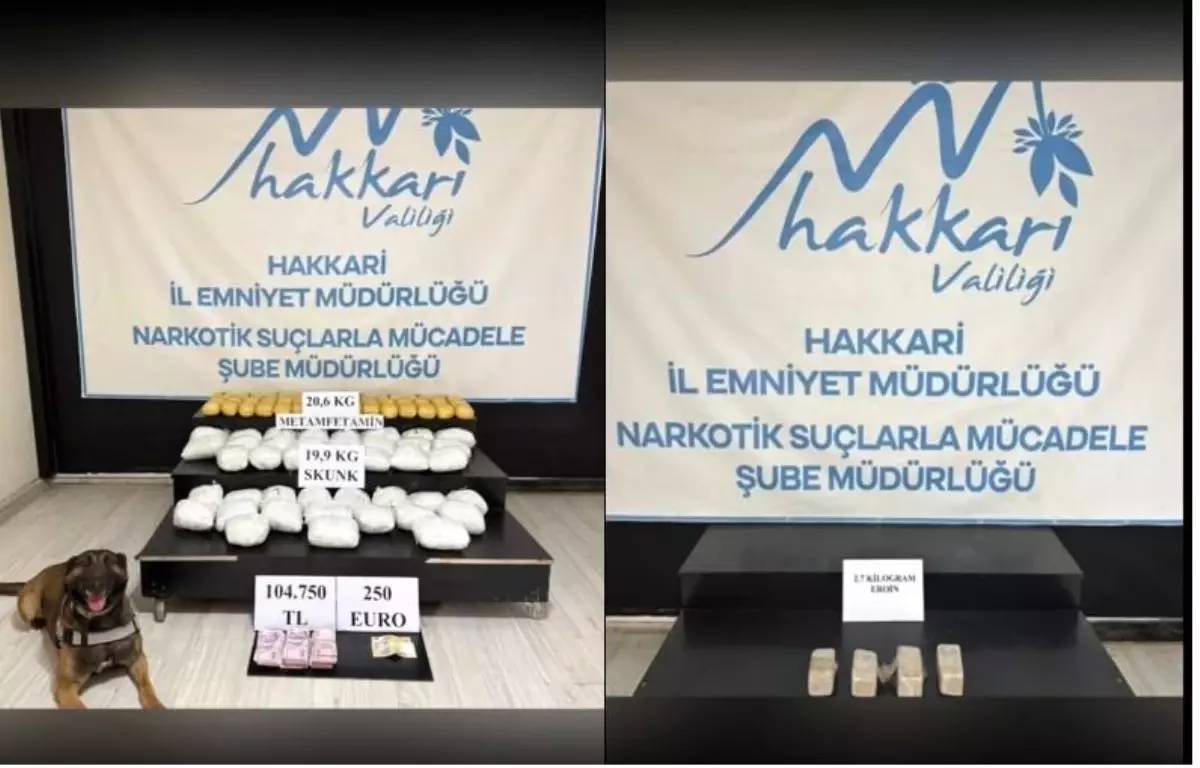 hakkari
Valiliği
HAKKARİ
İL EMNİYET MÜDÜRLÜĞÜ
NARKOTİK SUÇLARLA MÜCADELE
ŞUBE MÜDÜRLÜĞÜ
20,6 KG
METAMFETAMİN
19,9 KG
SKUNK
104.750
TL
250
EURO
hakkari
Valiliği
HAKKARİ
İL EMNİYET MÜDÜRLÜĞÜ
NARKOTİK SUÇLARLA MÜCADELE
ŞUBE MÜDÜRLÜĞÜ
2.7 KİLOGRAM
EROİN